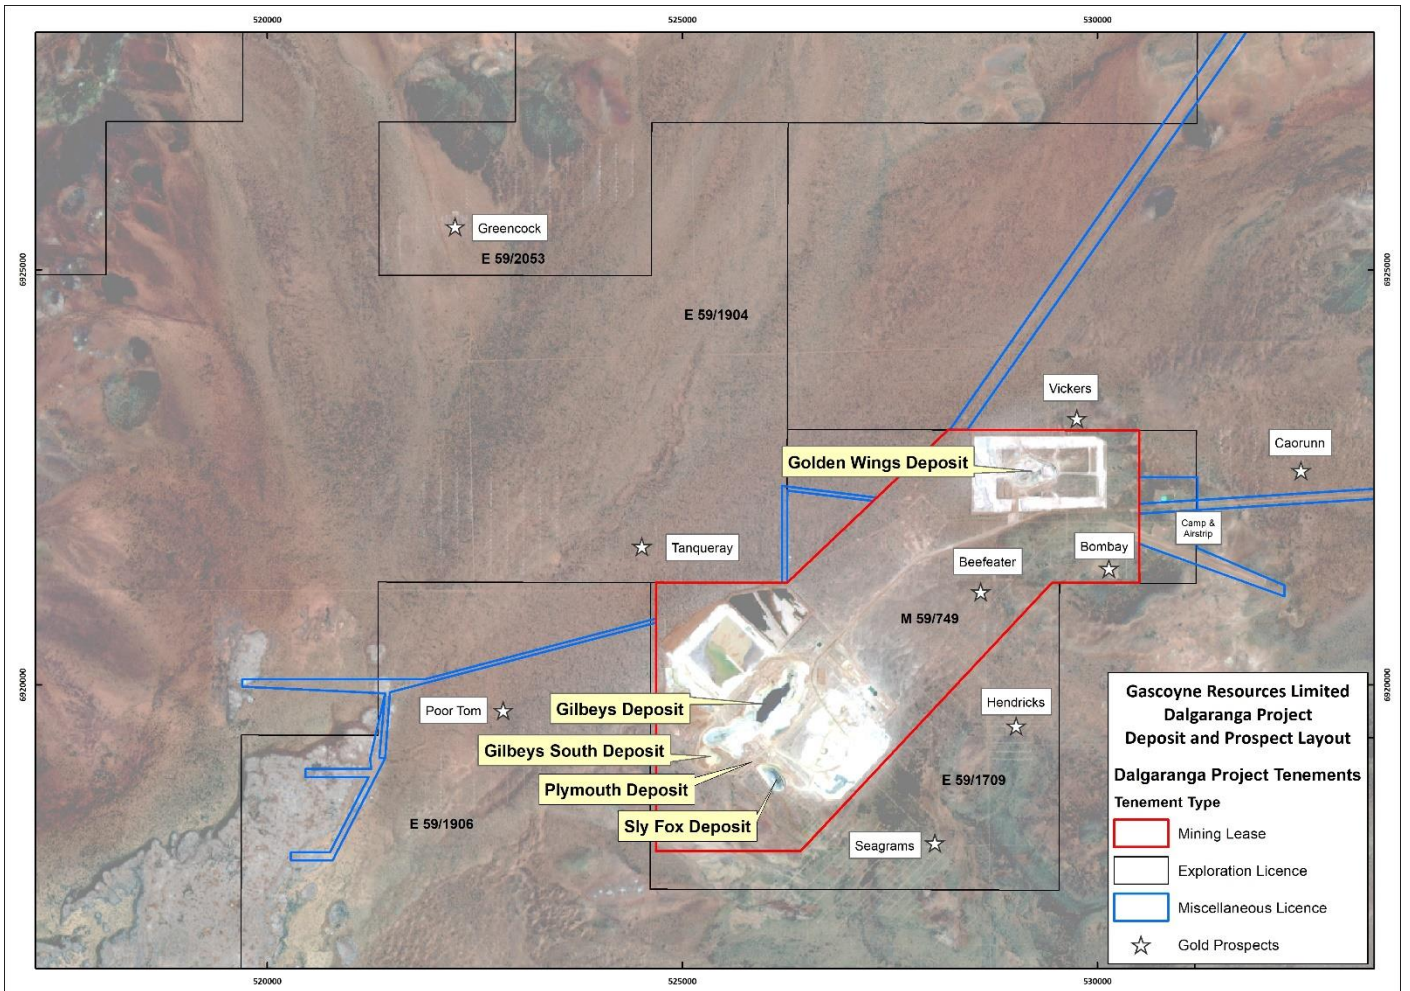 520000
525000
530000
6925000
6925000
Greencock
E 59/2053
E 59/1904
Vickers
Caorunn
Golden Wings Deposit
Camp &
Airstrip
Tanqueray
Bombay
Beefeater
M 59/749
6920000
6920000
Poor Tom
Gilbeys Deposit
Hendricks
Gilbeys South Deposit
Plymouth Deposit
E 59/1709
Sly Fox Deposit
E 59/1906
Seagrams
Gascoyne Resources Limited
Dalgaranga Project
Deposit and Prospect Layout
Dalgaranga Project Tenements
Tenement Type
Mining Lease
Exploration Licence
Miscellaneous Licence
Gold Prospects
520000
525000
530000